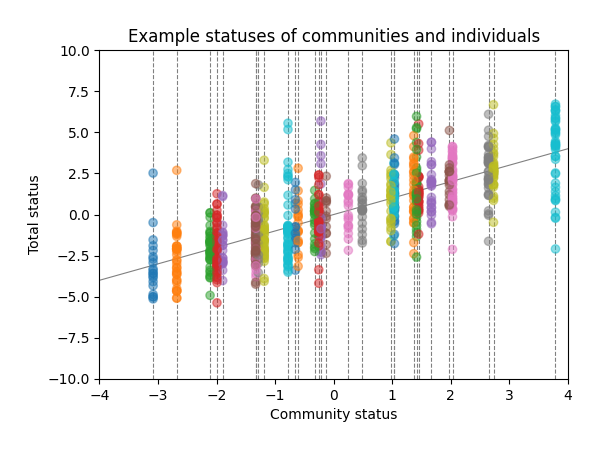 Example statuses of communities and individuals
10.0
7.5
5.0
2.5
0.0
−2.5
−5.0
−7.5
−10.0
Total status
−4 −3 −2 −1 0 1 2 3 4
Community status